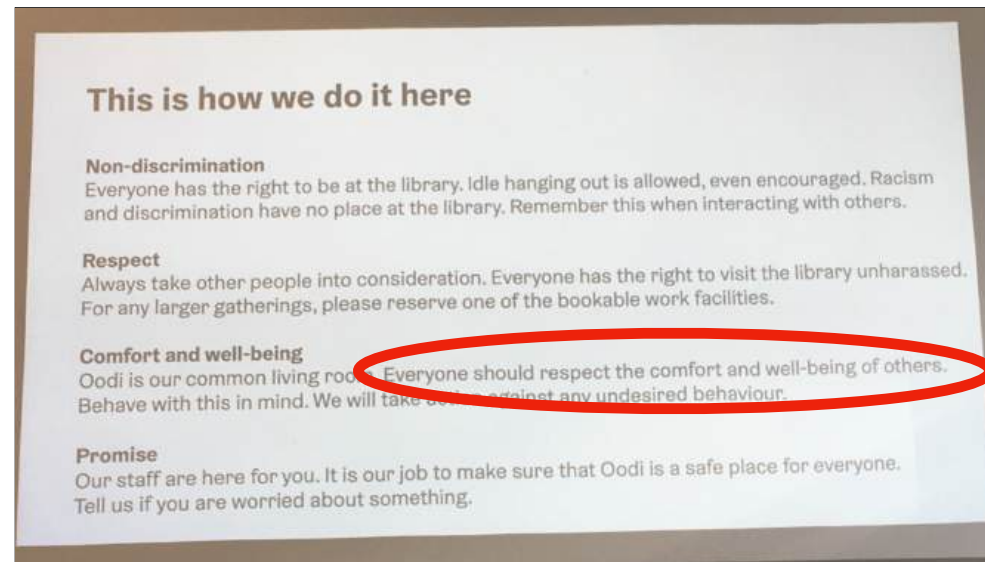 This is how we do it here
Non-discrimination
Everyone has the right to be at the library. Idle hanging out is allowed, even encouraged. Racism
and discrimination have no place at the library. Remember this when interacting with others.
Respect
Always take other people into consideration. Everyone has the right to visit the library unharassed.
For any larger gatherings, please reserve one of the bookable work facilities.
Comfort and well-being
Oodi is our common living room. Everyone should respect the comfort and well-being of others.
Behave with this in mind. We will take action against any undesired behaviour.
Promise
Our staff are here for you. It is our job to make sure that Oodi is a safe place for everyone.
Tell us if you are worried about something.